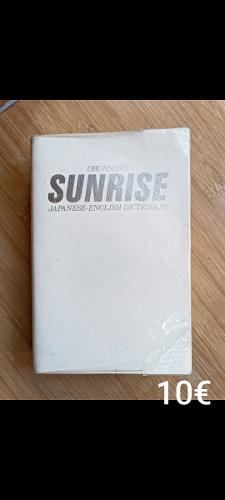 OBUNSHA'S
SUNRISE
JAPANESE-ENGLISH DICTIONARY
10€